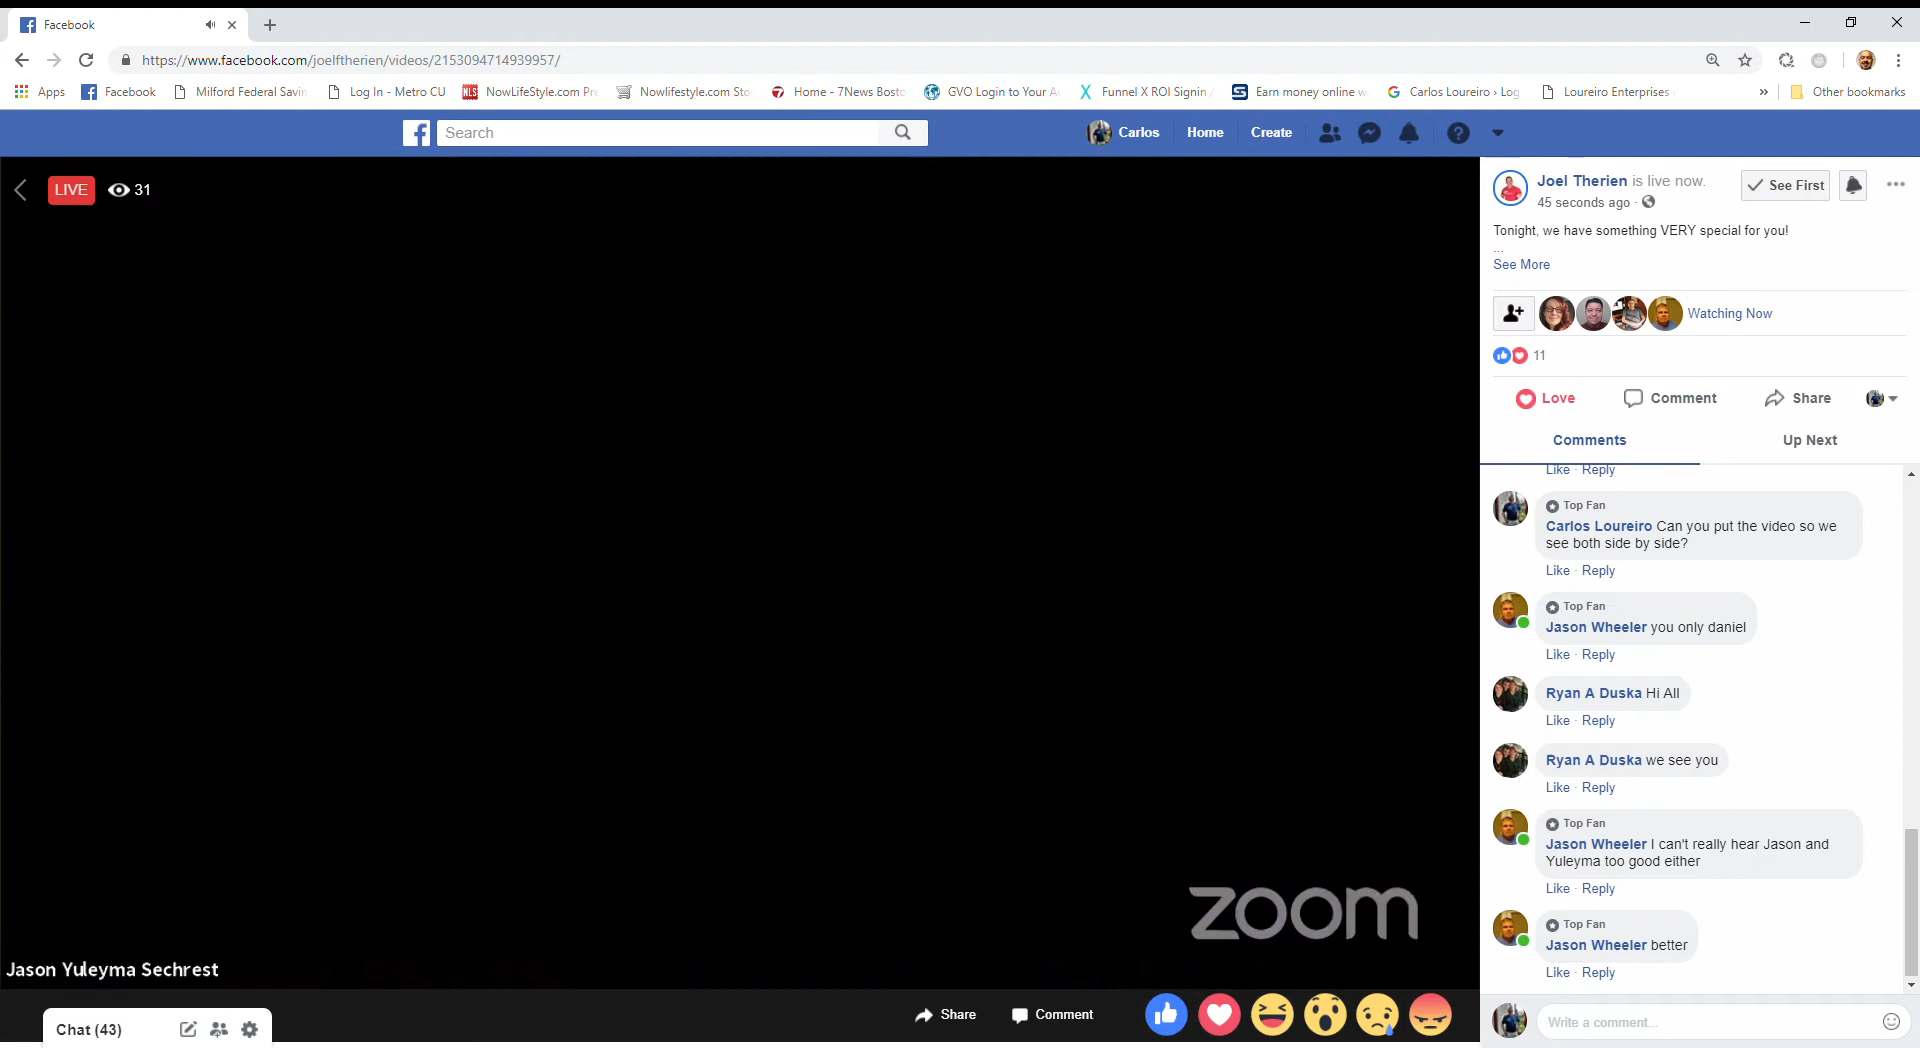 Facebook
https://www.facebook.com/joelftherien/videos/2153094714939957/
Apps Facebook Milford Federal Savin Log In - Metro CU NowLifeStyle.com Pre Nowlifestyle.com Sto Home - 7News Bosto GVO Login to Your A Funnel X ROI Signin Earn money online w Carlos Loureiro › Log Loureiro Enterprises » Other bookmarks
Search
Carlos Home Create
LIVE 31
Joel Therien is live now.
45 seconds ago ·
See First
Tonight, we have something VERY special for you!
...
See More
Watching Now
11
Love Comment Share
Comments Up Next
Like · Reply
Top Fan
Carlos Loureiro Can you put the video so we
see both side by side?
Like · Reply
Top Fan
Jason Wheeler you only daniel
Like · Reply
Ryan A Duska Hi All
Like · Reply
Ryan A Duska we see you
Like · Reply
Top Fan
Jason Wheeler I can't really hear Jason and
Yuleyma too good either
Like · Reply
Top Fan
Jason Wheeler better
Like · Reply
zoom
Jason Yuleyma Sechrest
Share Comment
Chat (43)
Write a comment...